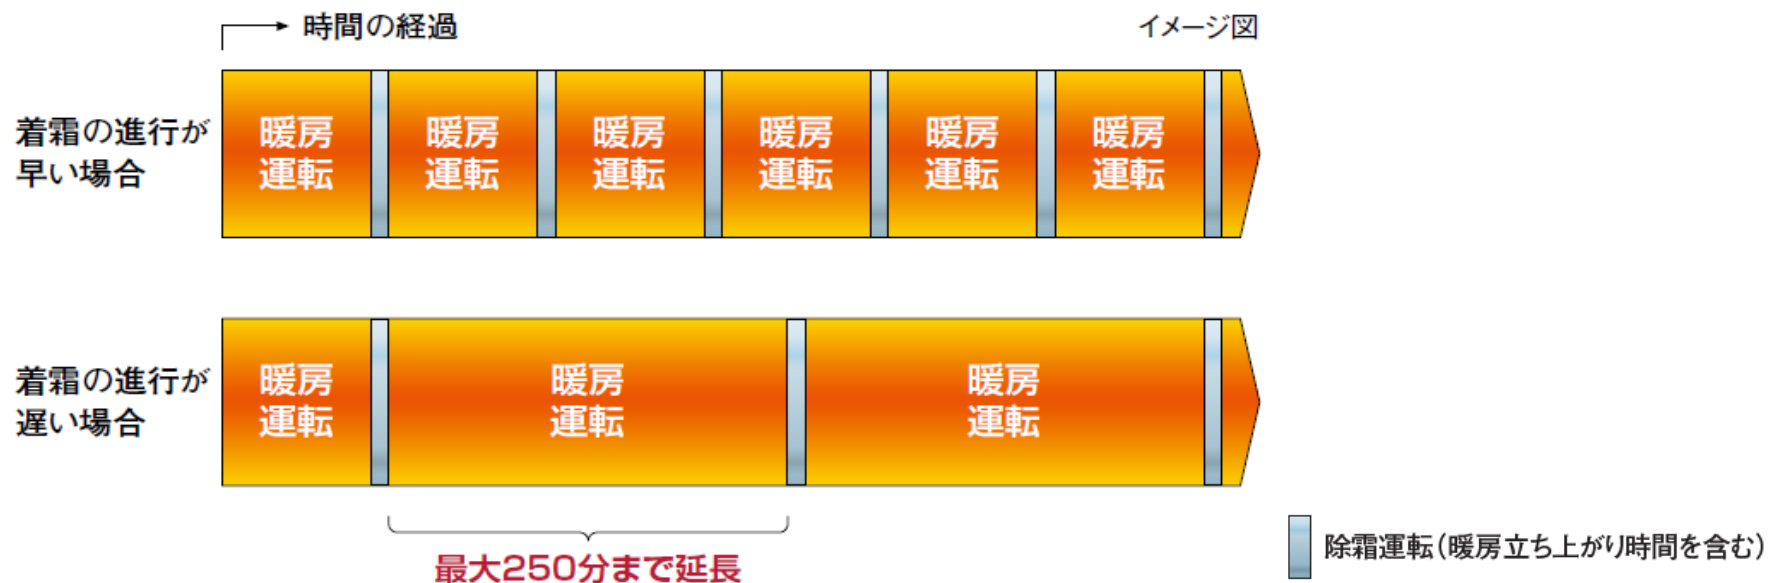 時間の経過
イメージ図
着霜の進行が
早い場合
暖房
運転
暖房
運転
暖房
運転
暖房
運転
暖房
運転
暖房
運転
着霜の進行が
遅い場合
暖房
運転
暖房
運転
暖房
運転
最大250分まで延長
除霜運転(暖房立ち上がり時間を含む)